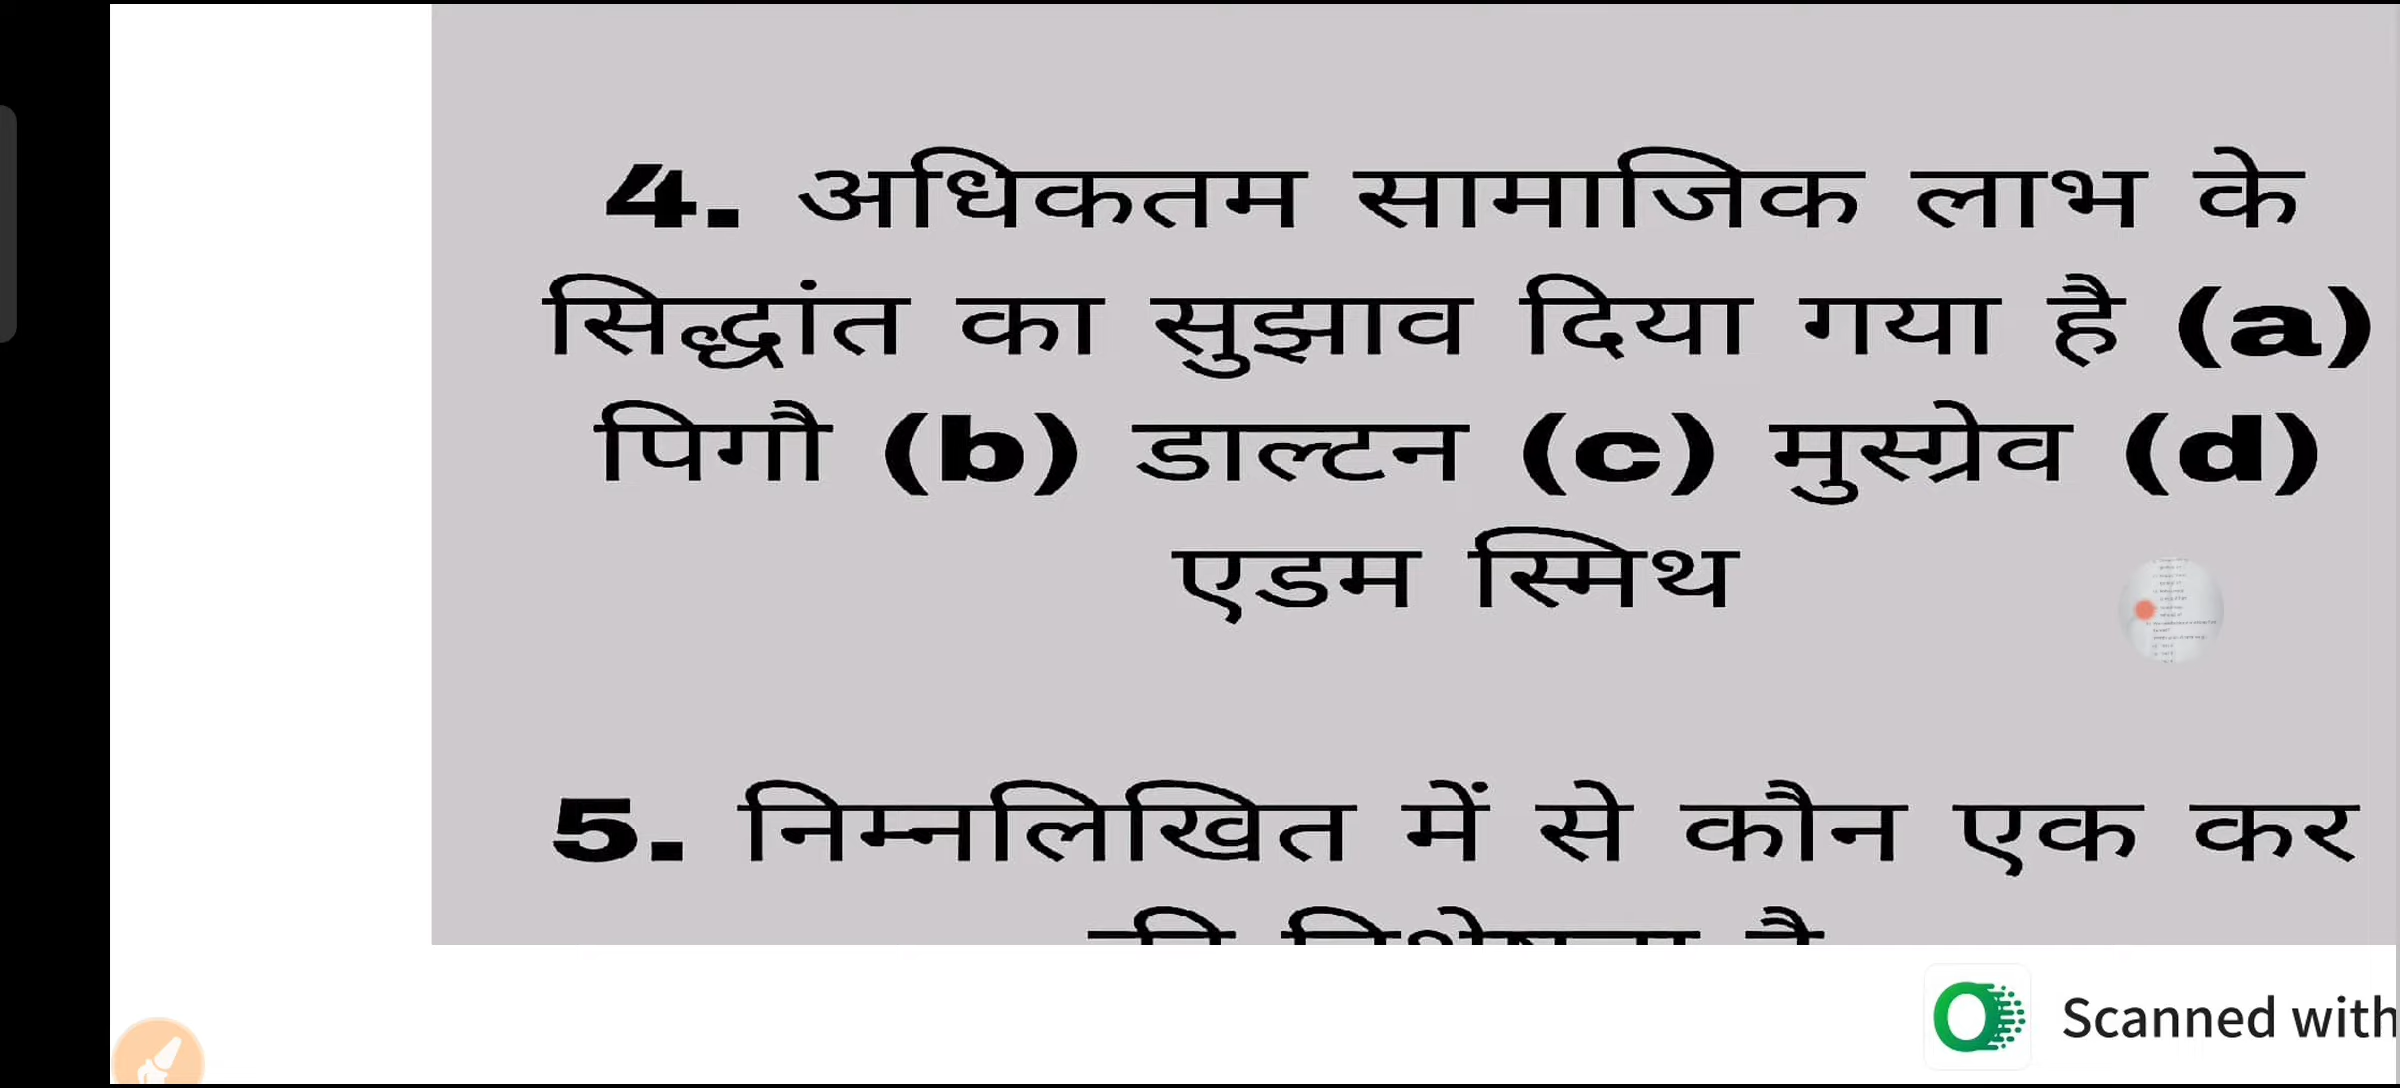 4. अधिकतम सामाजिक लाभ के
सिद्धांत का सुझाव दिया गया है (a)
पिगौ (b) डाल्टन (c) मुस्ग्रेव (d)
एडम स्मिथ
5. निम्नलिखित में से कौन एक कर
Scanned with